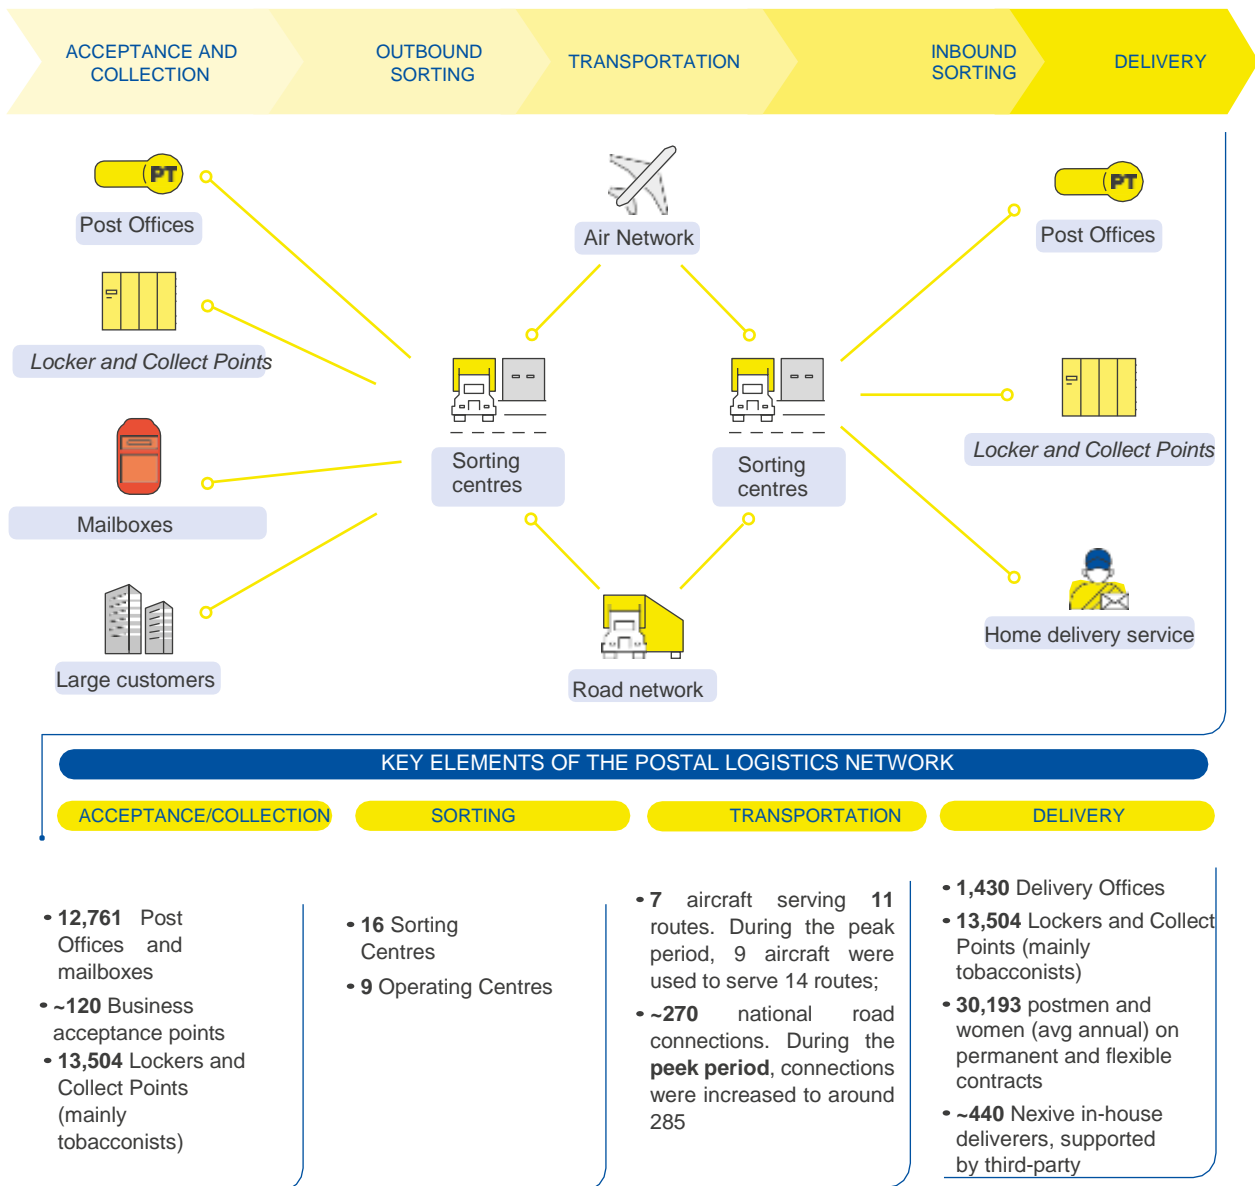 ACCEPTANCE AND
COLLECTION
OUTBOUND
SORTING
TRANSPORTATION
INBOUND
SORTING
DELIVERY
PT
Post Offices
Locker and Collect Points
Mailboxes
Large customers
Air Network
Sorting
centres
Sorting
centres
Road network
PT
Post Offices
Locker and Collect Points
Home delivery service
KEY ELEMENTS OF THE POSTAL LOGISTICS NETWORK
ACCEPTANCE/COLLECTION
• 12,761 Post
Offices and
mailboxes
• ~120 Business
acceptance points
• 13,504 Lockers and
Collect Points
(mainly
tobacconists)
SORTING
• 16 Sorting
Centres
• 9 Operating Centres
TRANSPORTATION
• 7 aircraft serving 11
routes. During the peak
period, 9 aircraft were
used to serve 14 routes;
• ~270 national road
connections. During the
peek period, connections
were increased to around
285
DELIVERY
• 1,430 Delivery Offices
• 13,504 Lockers and Collect
Points (mainly
tobacconists)
• 30,193 postmen and
women (avg annual) on
permanent and flexible
contracts
• ~440 Nexive in-house
deliverers, supported
by third-party